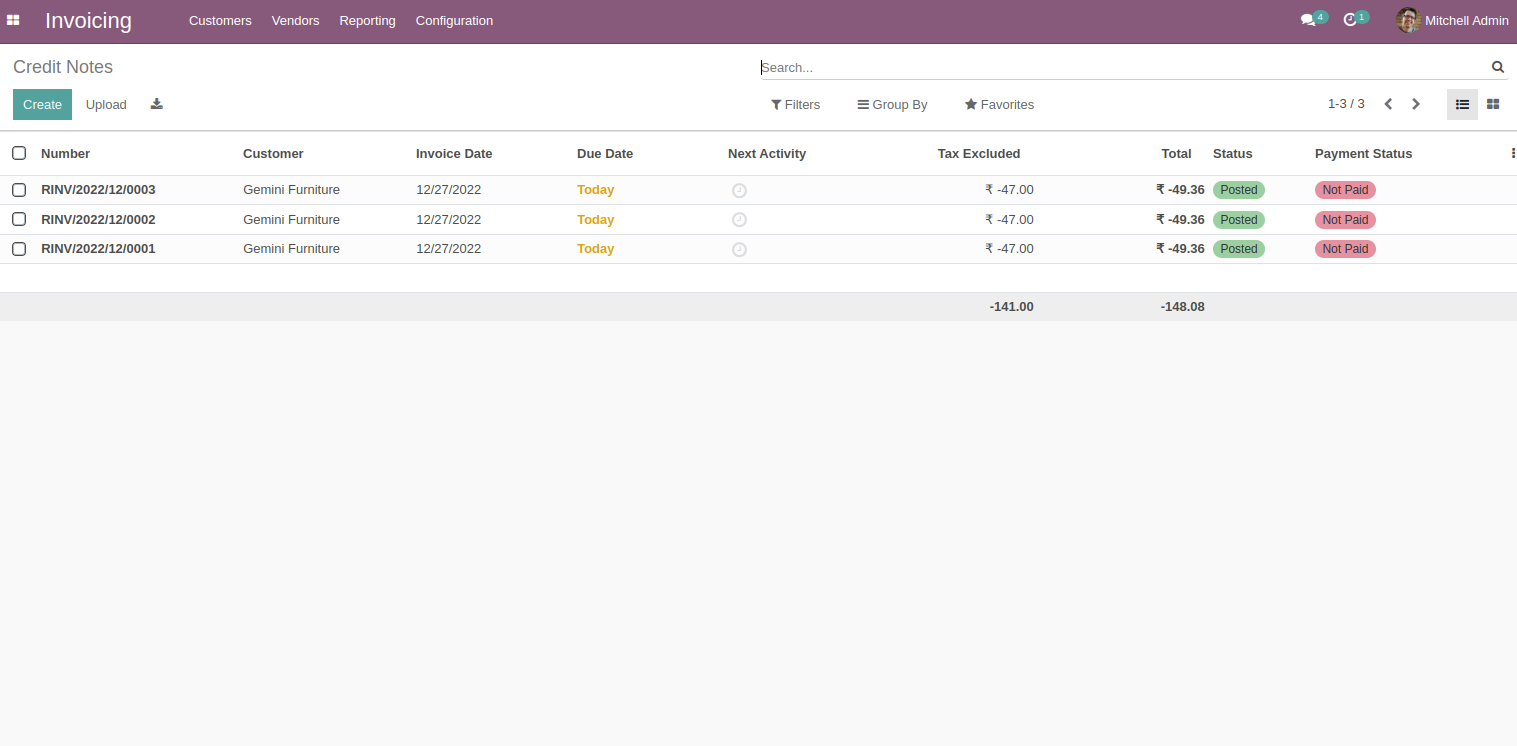 Invoicing Customers Vendors Reporting Configuration 4 1 Mitchell Admin
Credit Notes Search...
Create Upload Filters Group By Favorites 1-3 / 3
Number Customer Invoice Date Due Date Next Activity Tax Excluded Total Status Payment Status
RINV/2022/12/0003 Gemini Furniture 12/27/2022 Today ₹ -47.00 ₹ -49.36 Posted Not Paid
RINV/2022/12/0002 Gemini Furniture 12/27/2022 Today ₹ -47.00 ₹ -49.36 Posted Not Paid
RINV/2022/12/0001 Gemini Furniture 12/27/2022 Today ₹ -47.00 ₹ -49.36 Posted Not Paid
-141.00 -148.08